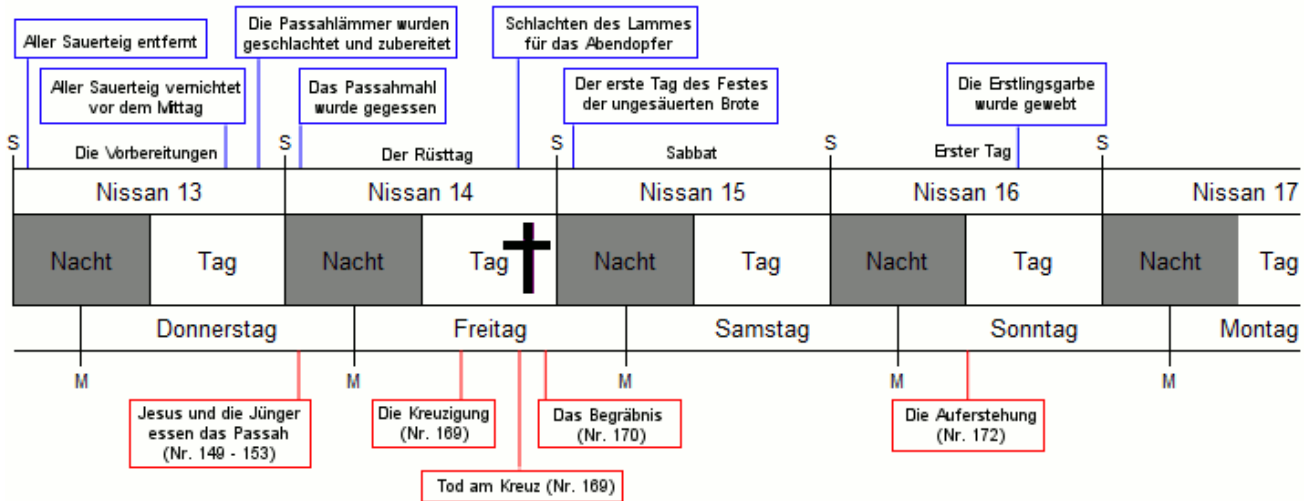 Aller Sauerteig entfernt
Aller Sauerteig vernichtet
vor dem Mittag
Die Passahlämmer wurden
geschlachtet und zubereitet
Das Passahmahl
wurde gegessen
Schlachten des Lammes
für das Abendopfer
Der erste Tag des Festes
der ungesäuerten Brote
Die Erstlingsgarbe
wurde gewebt
S Die Vorbereitungen S Der Rüsttag S Sabbat S Erster Tag S
Nissan 13 Nissan 14 Nissan 15 Nissan 16 Nissan 17
Nacht Tag Nacht Tag Nacht Tag Nacht Tag Nacht Tag
Donnerstag Freitag Samstag Sonntag Montag
M M M M M
Jesus und die Jünger
essen das Passah
(Nr. 149 - 153)
Die Kreuzigung
(Nr. 169)
Tod am Kreuz (Nr. 169)
Das Begräbnis
(Nr. 170)
Die Auferstehung
(Nr. 172)